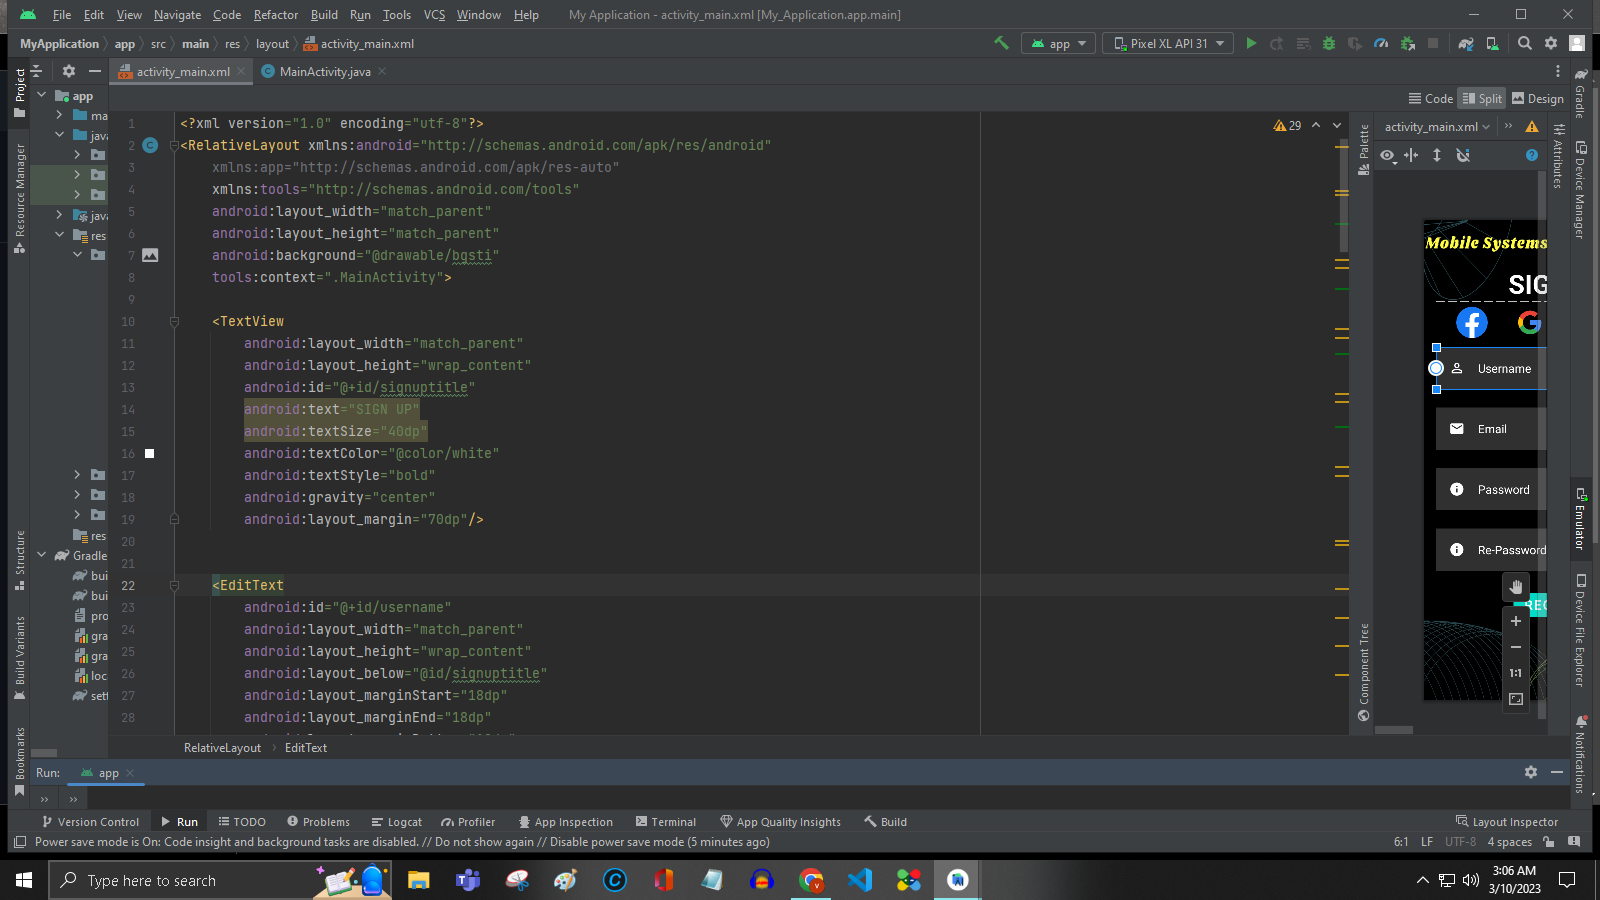 File Edit View Navigate Code Refactor Build Run Tools VCS Window Help My Application - activity_main.xml [My_Application.app.main]
MyApplication app src main res layout activity_main.xml app Pixel XL API 31
activity_main.xml MainActivity.java
Code Split Design
Project
Resource Manager
Structure
Build Variants
Bookmarks
app
ma
java
java
res
res
Gradle
bui
bui
pro
gra
gra
loc
sett
1 <?xml version="1.0" encoding="utf-8"?>
2 <RelativeLayout xmlns:android="http://schemas.android.com/apk/res/android"
3 xmlns:app="http://schemas.android.com/apk/res-auto"
4 xmlns:tools="http://schemas.android.com/tools"
5 android:layout_width="match_parent"
6 android:layout_height="match_parent"
7 android:background="@drawable/bgsti"
8 tools:context=".MainActivity">
9
10 <TextView
11 android:layout_width="match_parent"
12 android:layout_height="wrap_content"
13 android:id="@+id/signuptitle"
14 android:text="SIGN UP"
15 android:textSize="40dp"
16 android:textColor="@color/white"
17 android:textStyle="bold"
18 android:gravity="center"
19 android:layout_margin="70dp"/>
20
21
22 <EditText
23 android:id="@+id/username"
24 android:layout_width="match_parent"
25 android:layout_height="wrap_content"
26 android:layout_below="@id/signuptitle"
27 android:layout_marginStart="18dp"
28 android:layout_marginEnd="18dp"
29
Palette
Component Tree
activity_main.xml
Mobile Systems
SIG
Username
Email
Password
Re-Password
REG
1:1
Attributes
Gradle
Device Manager
Emulator
Device File Explorer
Notifications
RelativeLayout EditText
Run: app
Version Control Run TODO Problems Logcat Profiler App Inspection Terminal App Quality Insights Build Layout Inspector
Power save mode is On: Code insight and background tasks are disabled. // Do not show again // Disable power save mode (5 minutes ago) 6:1 LF UTF-8 4 spaces
Type here to search
3:06 AM
3/10/2023